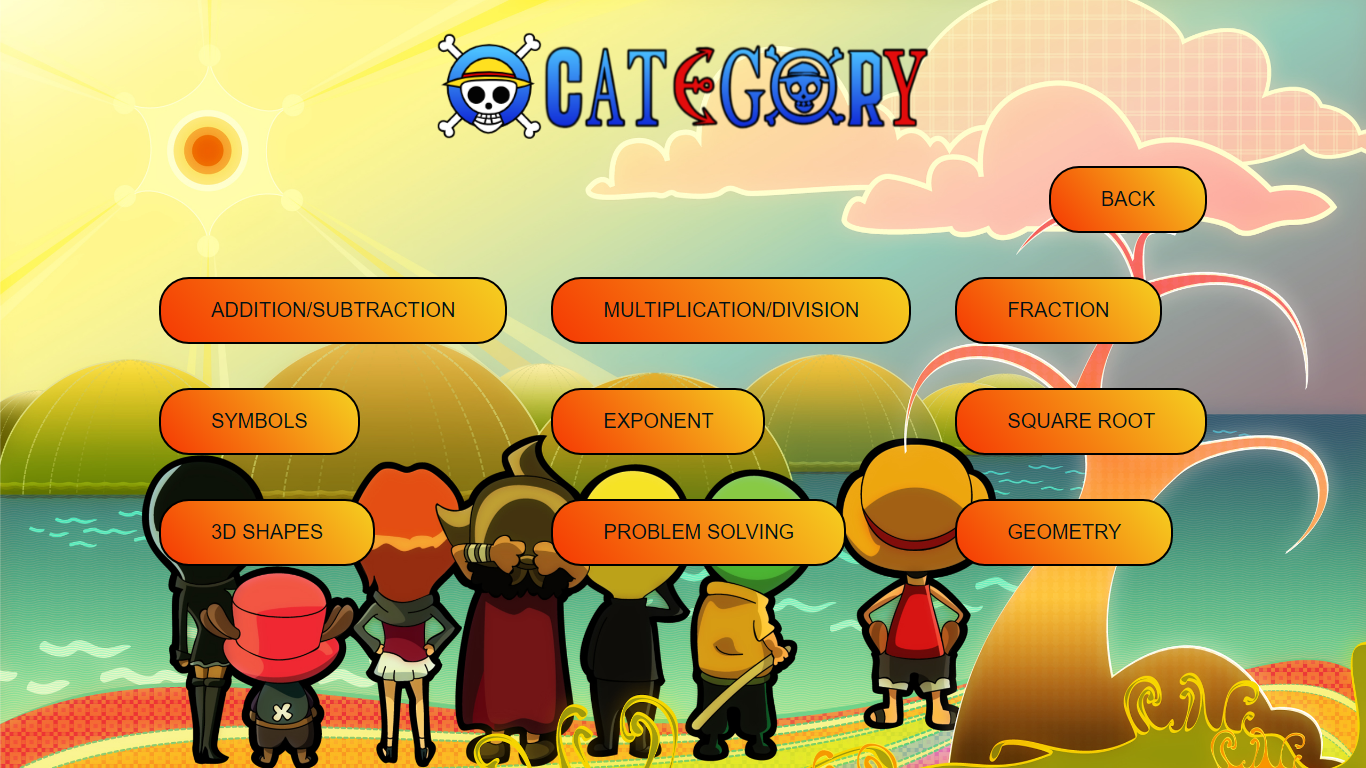 CATEGORY
BACK
ADDITION/SUBTRACTION
MULTIPLICATION/DIVISION
FRACTION
SYMBOLS
EXPONENT
SQUARE ROOT
3D SHAPES
PROBLEM SOLVING
GEOMETRY